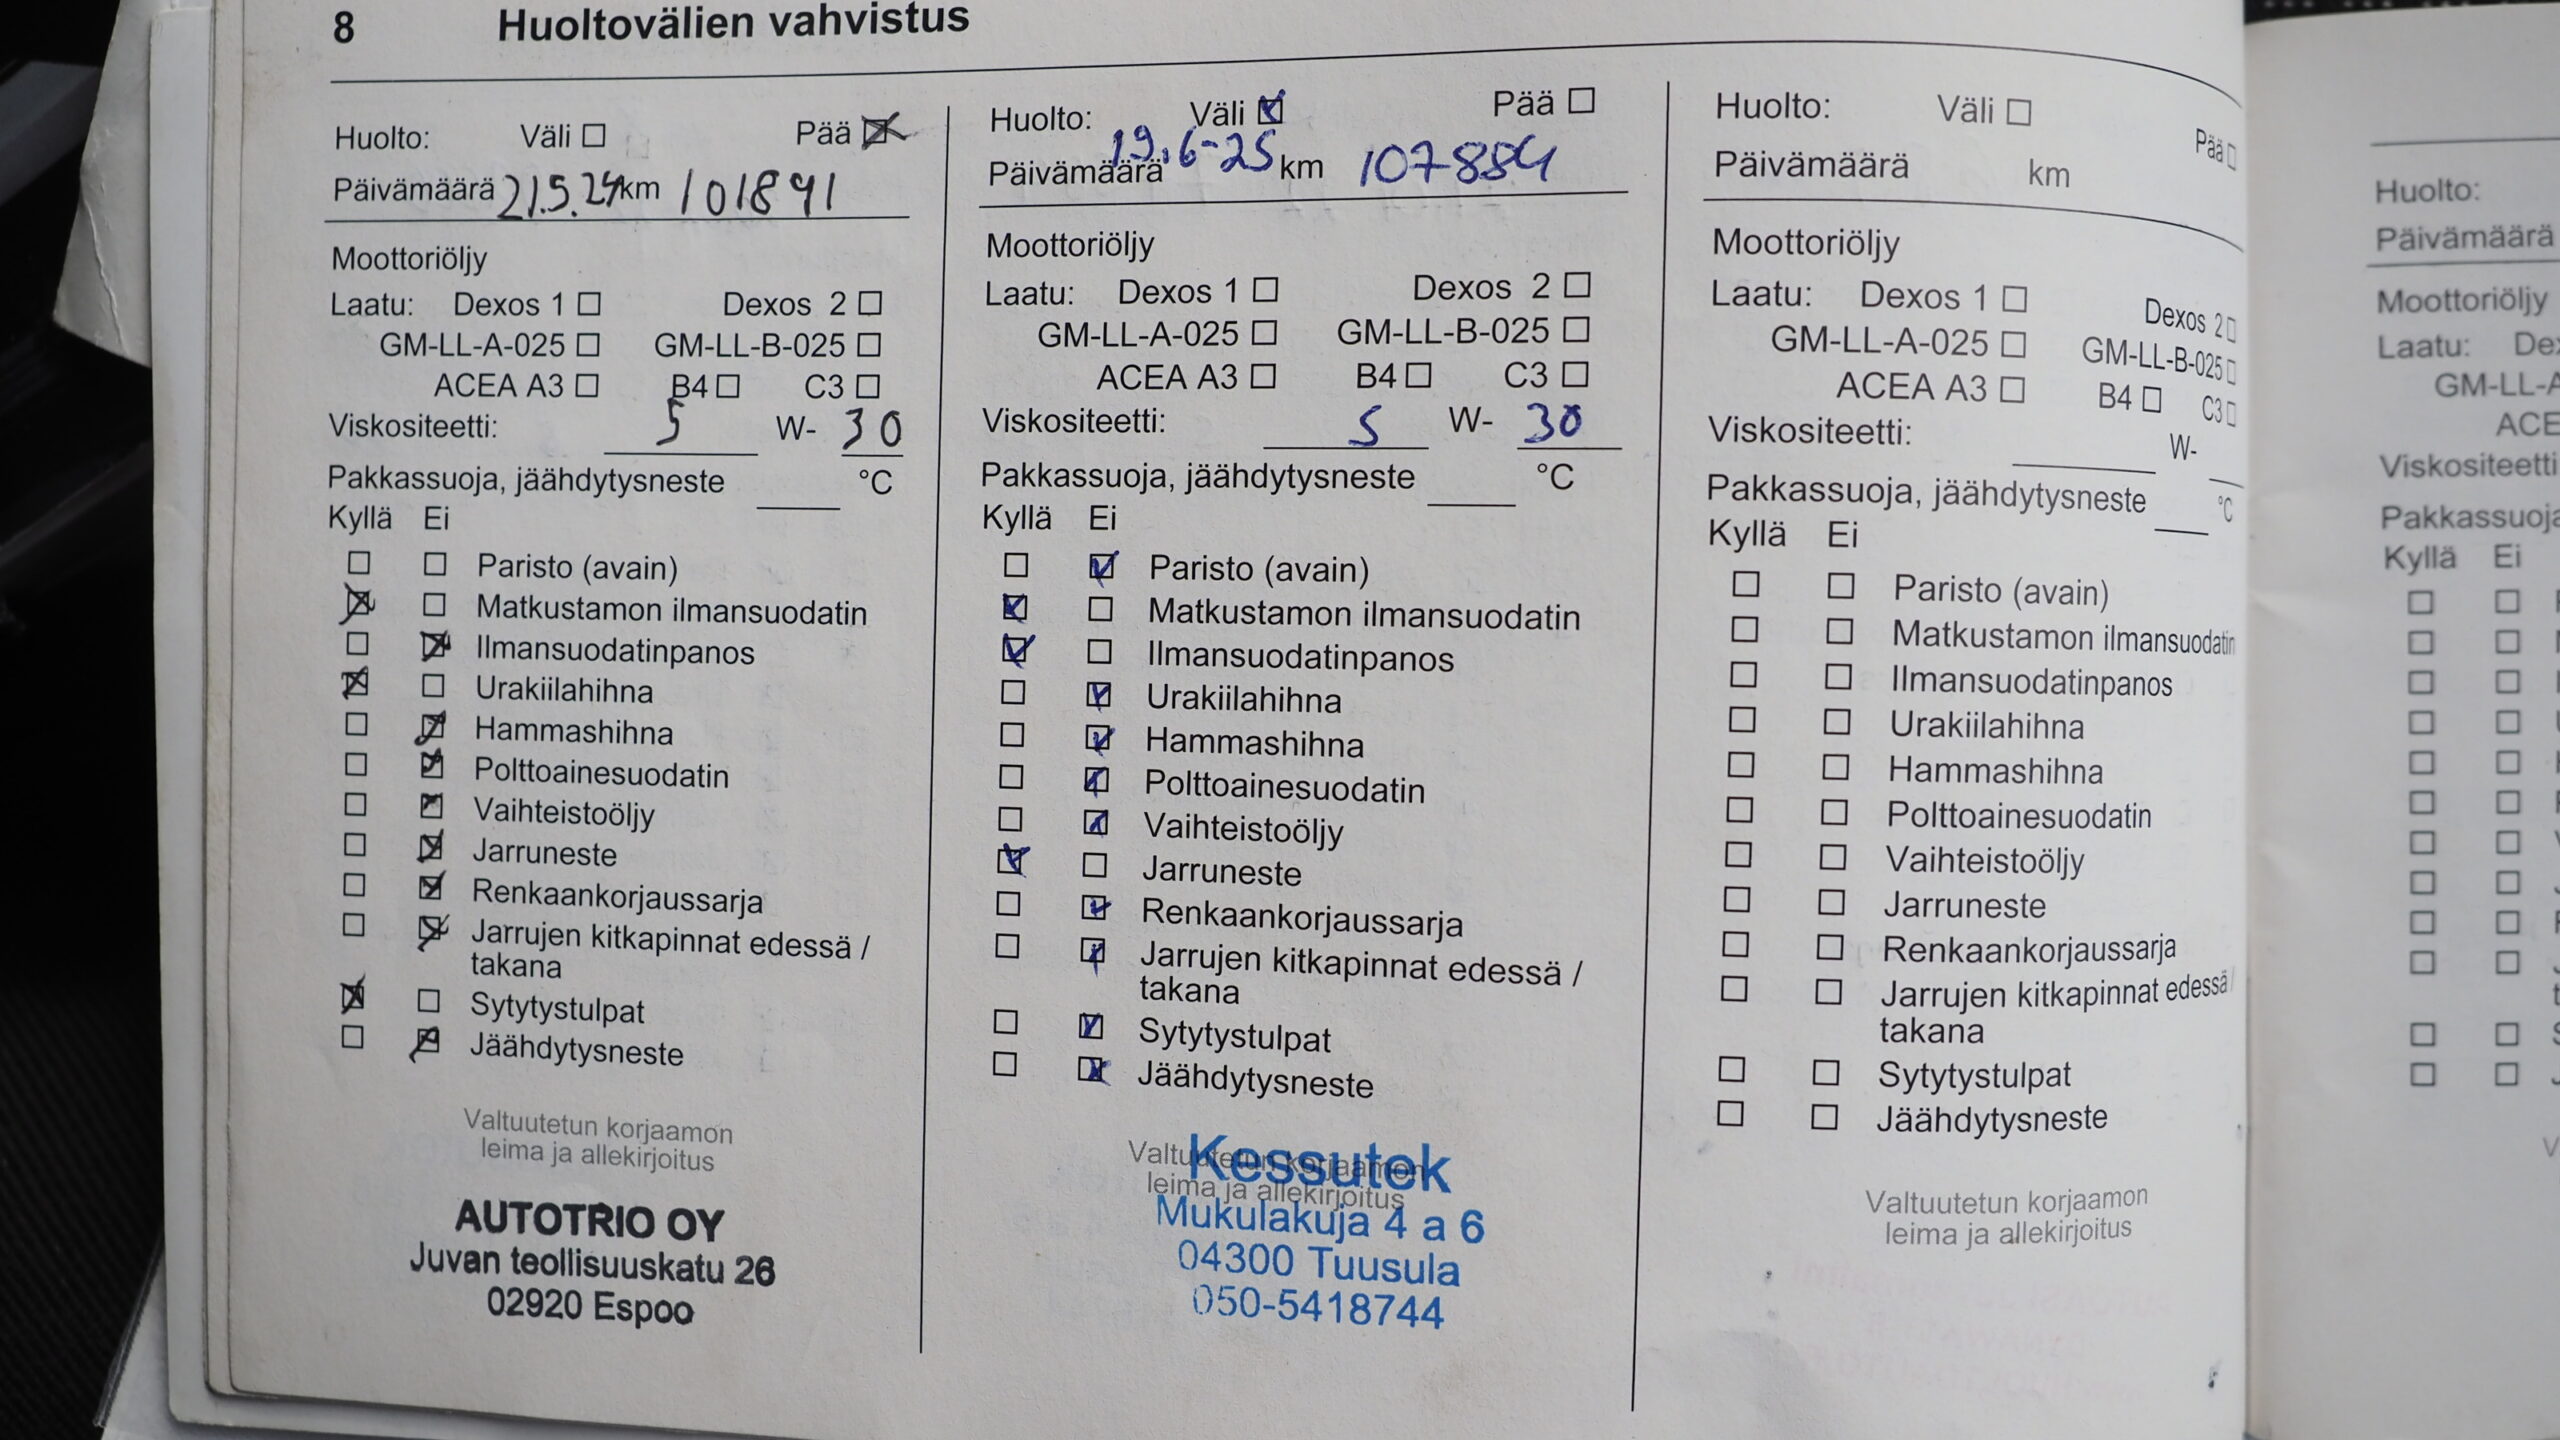 8 Huoltovälien vahvistus
Huolto: Väli Pää
Päivämäärä 21.5.24 km 101891
Moottoriöljy
Laatu: Dexos 1 Dexos 2
GM-LL-A-025 GM-LL-B-025
ACEA A3 B4 C3
Viskositeetti: 5 W- 30
Pakkassuoja, jäähdytysneste °C
Kyllä Ei
Paristo (avain)
Matkustamon ilmansuodatin
Ilmansuodatinpanos
Urakiilahihna
Hammashihna
Polttoainesuodatin
Vaihteistoöljy
Jarruneste
Renkaankorjaussarja
Jarrujen kitkapinnat edessä /
takana
Sytytystulpat
Jäähdytysneste
Valtuutetun korjaamon
leima ja allekirjoitus
AUTOTRIO OY
Juvan teollisuuskatu 26
02920 Espoo
Huolto: Väli Pää
Päivämäärä 19.6-25 km 107884
Moottoriöljy
Laatu: Dexos 1 Dexos 2
GM-LL-A-025 GM-LL-B-025
ACEA A3 B4 C3
Viskositeetti: 5 W- 30
Pakkassuoja, jäähdytysneste °C
Kyllä Ei
Paristo (avain)
Matkustamon ilmansuodatin
Ilmansuodatinpanos
Urakiilahihna
Hammashihna
Polttoainesuodatin
Vaihteistoöljy
Jarruneste
Renkaankorjaussarja
Jarrujen kitkapinnat edessä /
takana
Sytytystulpat
Jäähdytysneste
Valtuutetun korjaamon
leima ja allekirjoitus
Kessutek
Mukulakuja 4 a 6
04300 Tuusula
050-5418744
Huolto: Väli Pää
Päivämäärä km
Moottoriöljy
Laatu: Dexos 1 Dexos 2
GM-LL-A-025 GM-LL-B-025
ACEA A3 B4 C3
Viskositeetti: W-
Pakkassuoja, jäähdytysneste °C
Kyllä Ei
Paristo (avain)
Matkustamon ilmansuodatin
Ilmansuodatinpanos
Urakiilahihna
Hammashihna
Polttoainesuodatin
Vaihteistoöljy
Jarruneste
Renkaankorjaussarja
Jarrujen kitkapinnat edessä /
takana
Sytytystulpat
Jäähdytysneste
Valtuutetun korjaamon
leima ja allekirjoitus
Huolto:
Päivämäärä
Moottoriöljy
Laatu:
Viskositeetti
Kyllä Ei